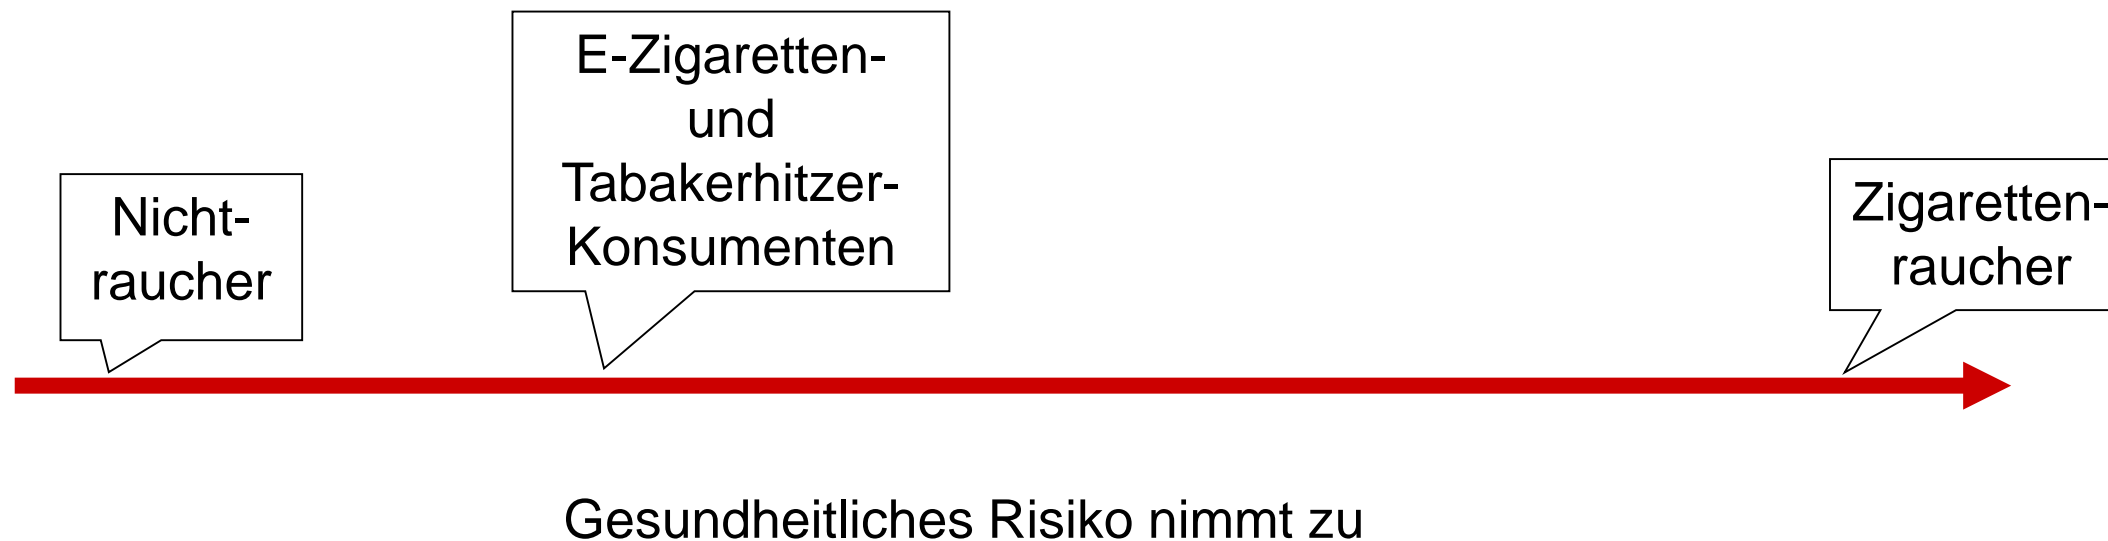 Nicht-
raucher
E-Zigaretten-
und
Tabakerhitzer-
Konsumenten
Zigaretten-
raucher
Gesundheitliches Risiko nimmt zu